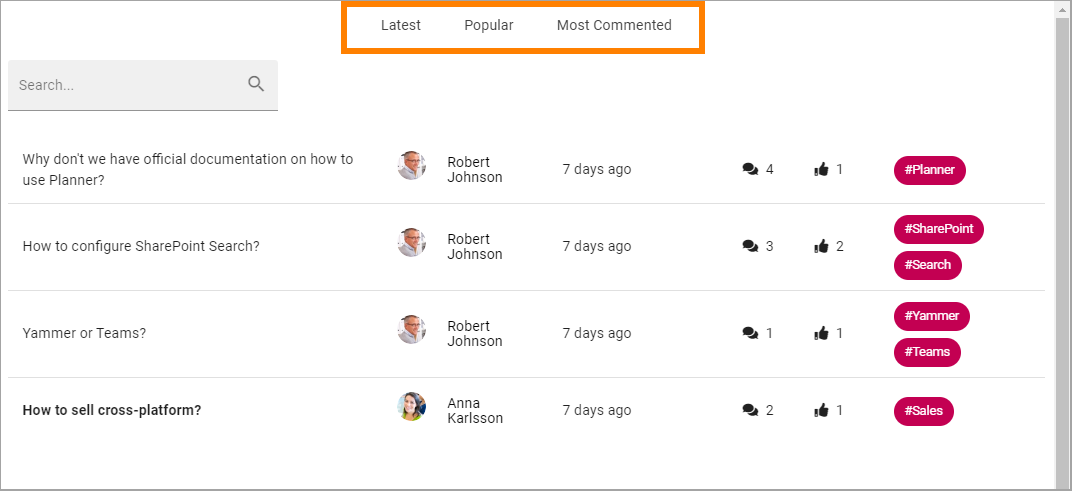 Latest Popular Most Commented
Search...
Why don't we have official documentation on how to
use Planner?
Robert
Johnson
7 days ago
4
1
#Planner
How to configure SharePoint Search?
Robert
Johnson
7 days ago
3
2
#SharePoint
#Search
Yammer or Teams?
Robert
Johnson
7 days ago
1
1
#Yammer
#Teams
How to sell cross-platform?
Anna
Karlsson
7 days ago
2
1
#Sales